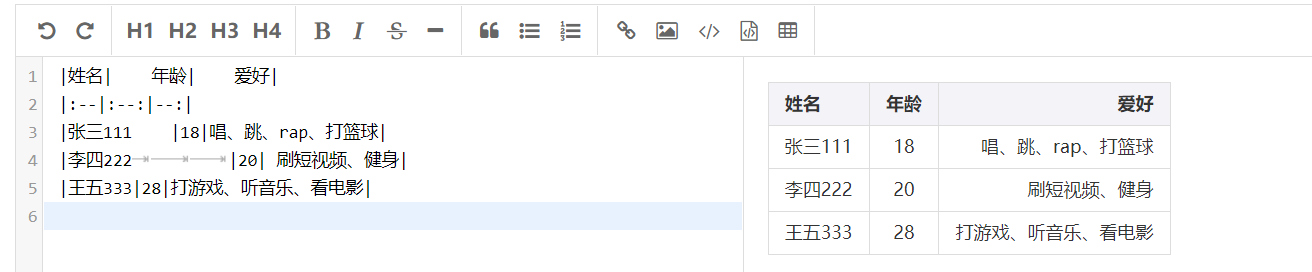 H1 H2 H3 H4 B I S
1 |姓名|    年龄|    爱好|
2 |:--|:--:|--:|
3 |张三111    |18|唱、跳、rap、打篮球|
4 |李四222			|20| 刷短视频、健身|
5 |王五333|28|打游戏、听音乐、看电影|
6
姓名 年龄 爱好
张三111 18 唱、跳、rap、打篮球
李四222 20 刷短视频、健身
王五333 28 打游戏、听音乐、看电影